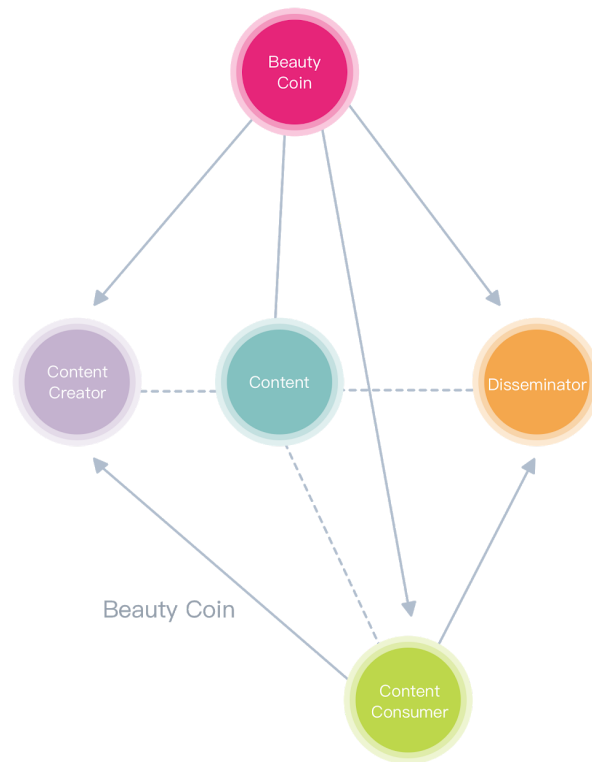 Beauty
Coin
Content
Creator
Content
Disseminator
Beauty Coin
Content
Consumer